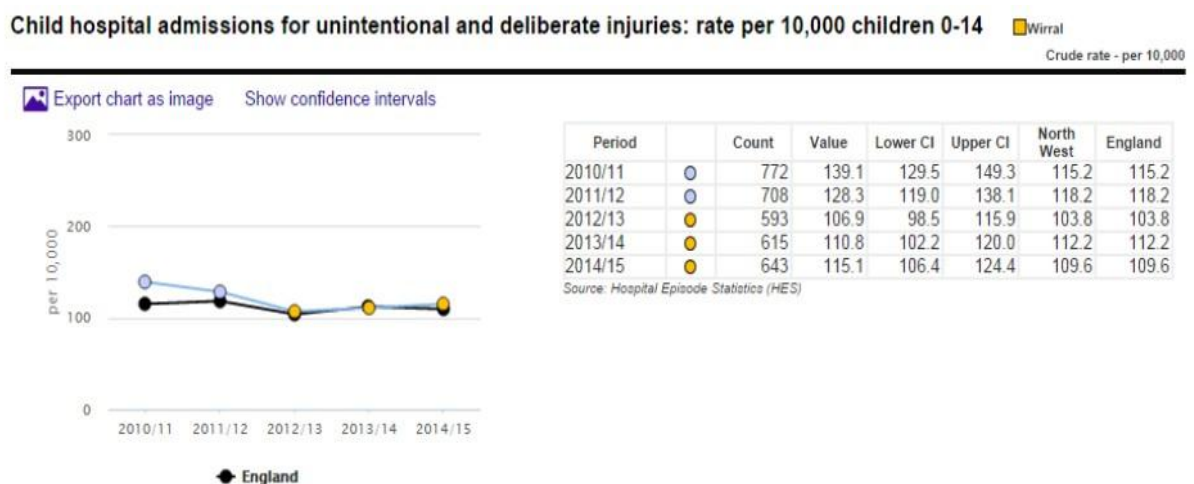 Child hospital admissions for unintentional and deliberate injuries: rate per 10,000 children 0-14 Wirral
Crude rate - per 10,000
Export chart as image Show confidence intervals
300
200
100
0
per 10,000
2010/11 2011/12 2012/13 2013/14 2014/15
England
Period Count Value Lower CI Upper CI North West England
2010/11 772 139.1 129.5 149.3 115.2 115.2
2011/12 708 128.3 119.0 138.1 118.2 118.2
2012/13 593 106.9 98.5 115.9 103.8 103.8
2013/14 615 110.8 102.2 120.0 112.2 112.2
2014/15 643 115.1 106.4 124.4 109.6 109.6
Source: Hospital Episode Statistics (HES)